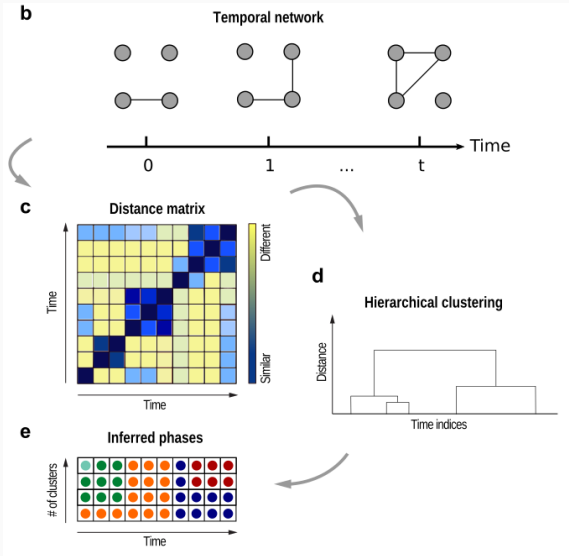 b
Temporal network
Time
0 1 ... t
c
Distance matrix
Different
Similar
Time
Time
d
Hierarchical clustering
Distance
Time indices
e
Inferred phases
# of clusters
Time